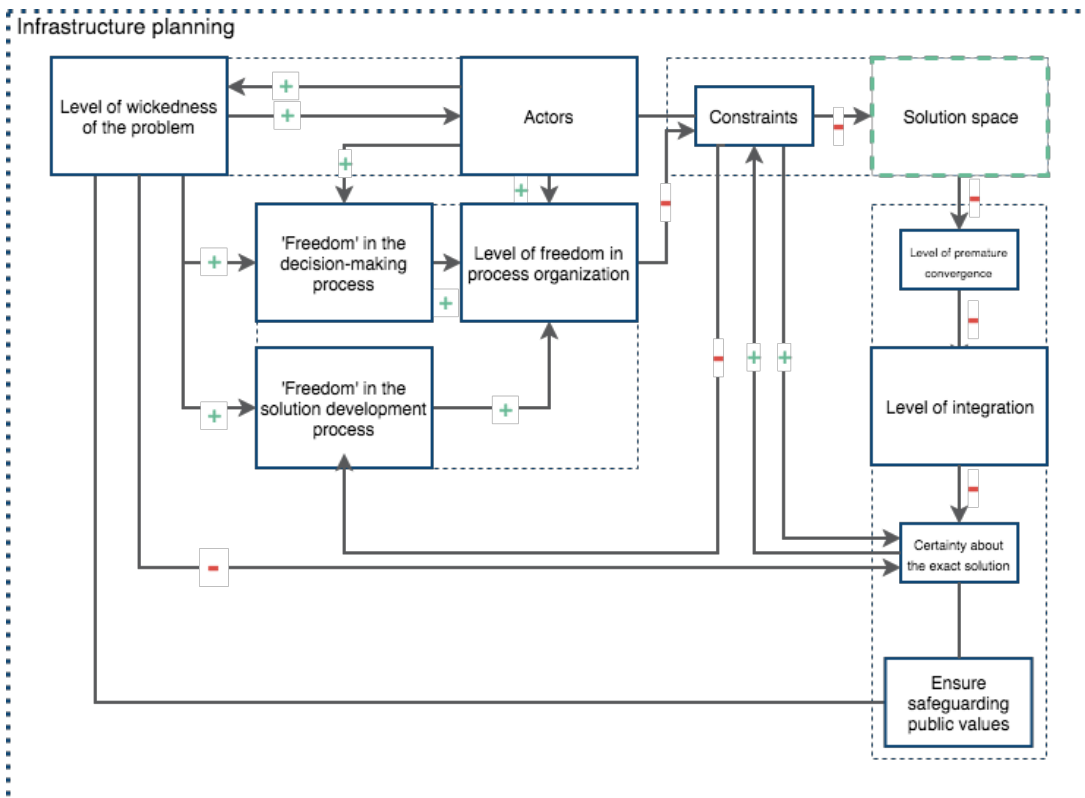 Infrastructure planning
Level of wickedness
of the problem
+
+
Actors
Constraints
-
Solution space
+
+
-
-
+
'Freedom' in the
decision-making
process
+
Level of freedom in
process organization
Level of premature
convergence
-
-
+
+
+
'Freedom' in the
solution development
process
+
Level of integration
-
-
Certainty about
the exact solution
Ensure
safeguarding
public values